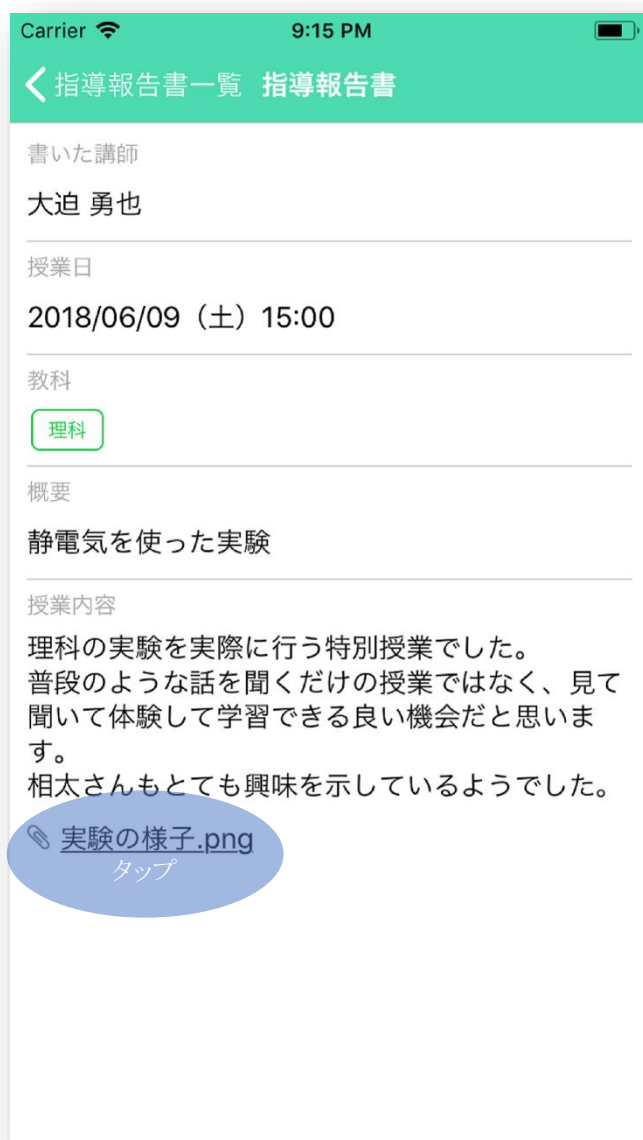 Carrier 9:15 PM
指導報告書一覧 指導報告書
書いた講師
大迫 勇也
授業日
2018/06/09（土）15:00
教科
理科
概要
静電気を使った実験
授業内容
理科の実験を実際に行う特別授業でした。
普段のような話を聞くだけの授業ではなく、見て
聞いて体験して学習できる良い機会だと思いま
す。
相太さんもとても興味を示しているようでした。
実験の様子.png
タップ